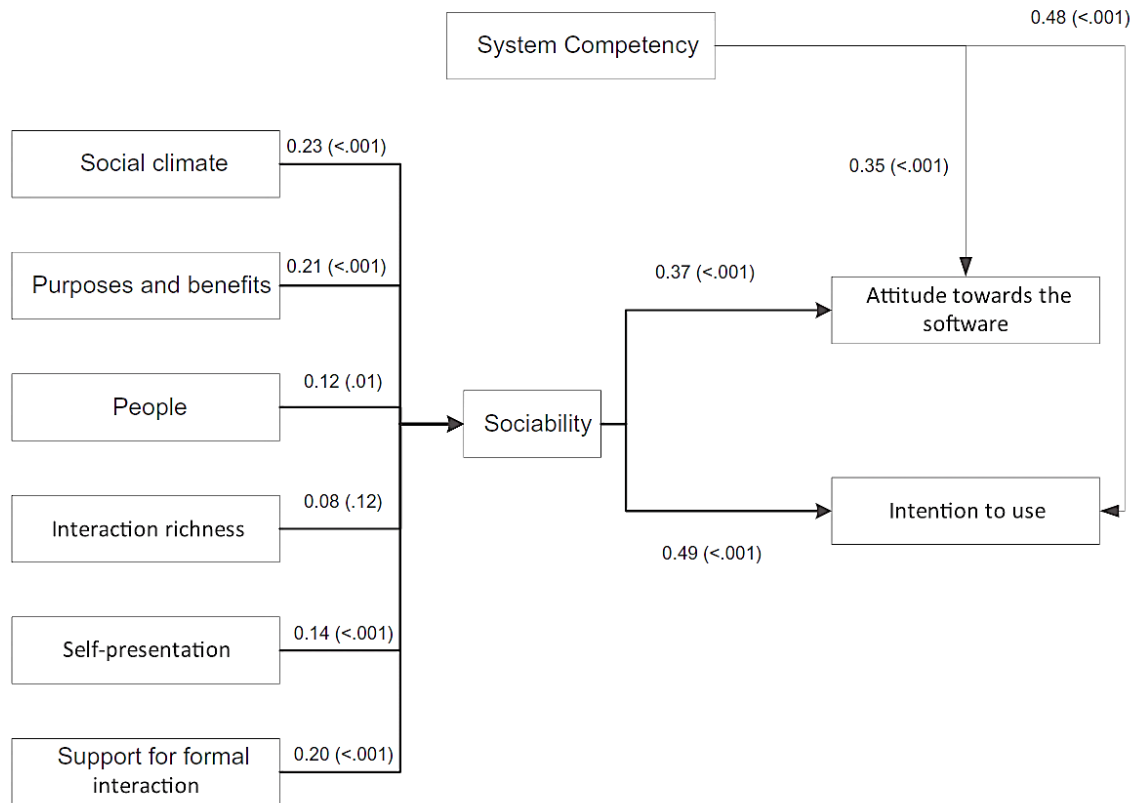 0.48 (<.001)
System Competency
0.23 (<.001)
Social climate
0.35 (<.001)
0.21 (<.001)
Purposes and benefits
0.37 (<.001)
Attitude towards the
software
0.12 (.01)
People
Sociability
0.08 (.12)
Interaction richness
Intention to use
0.49 (<.001)
0.14 (<.001)
Self-presentation
0.20 (<.001)
Support for formal
interaction